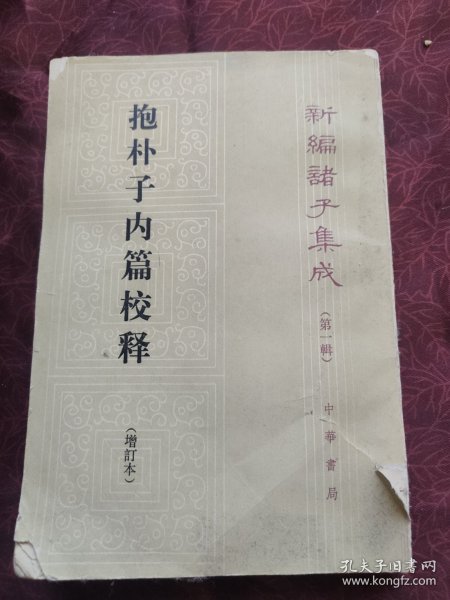 新編諸子集成
（第一輯）
中華書局
抱朴子内篇校释
（增訂本）
孔夫子旧书网
www.kongfz.com